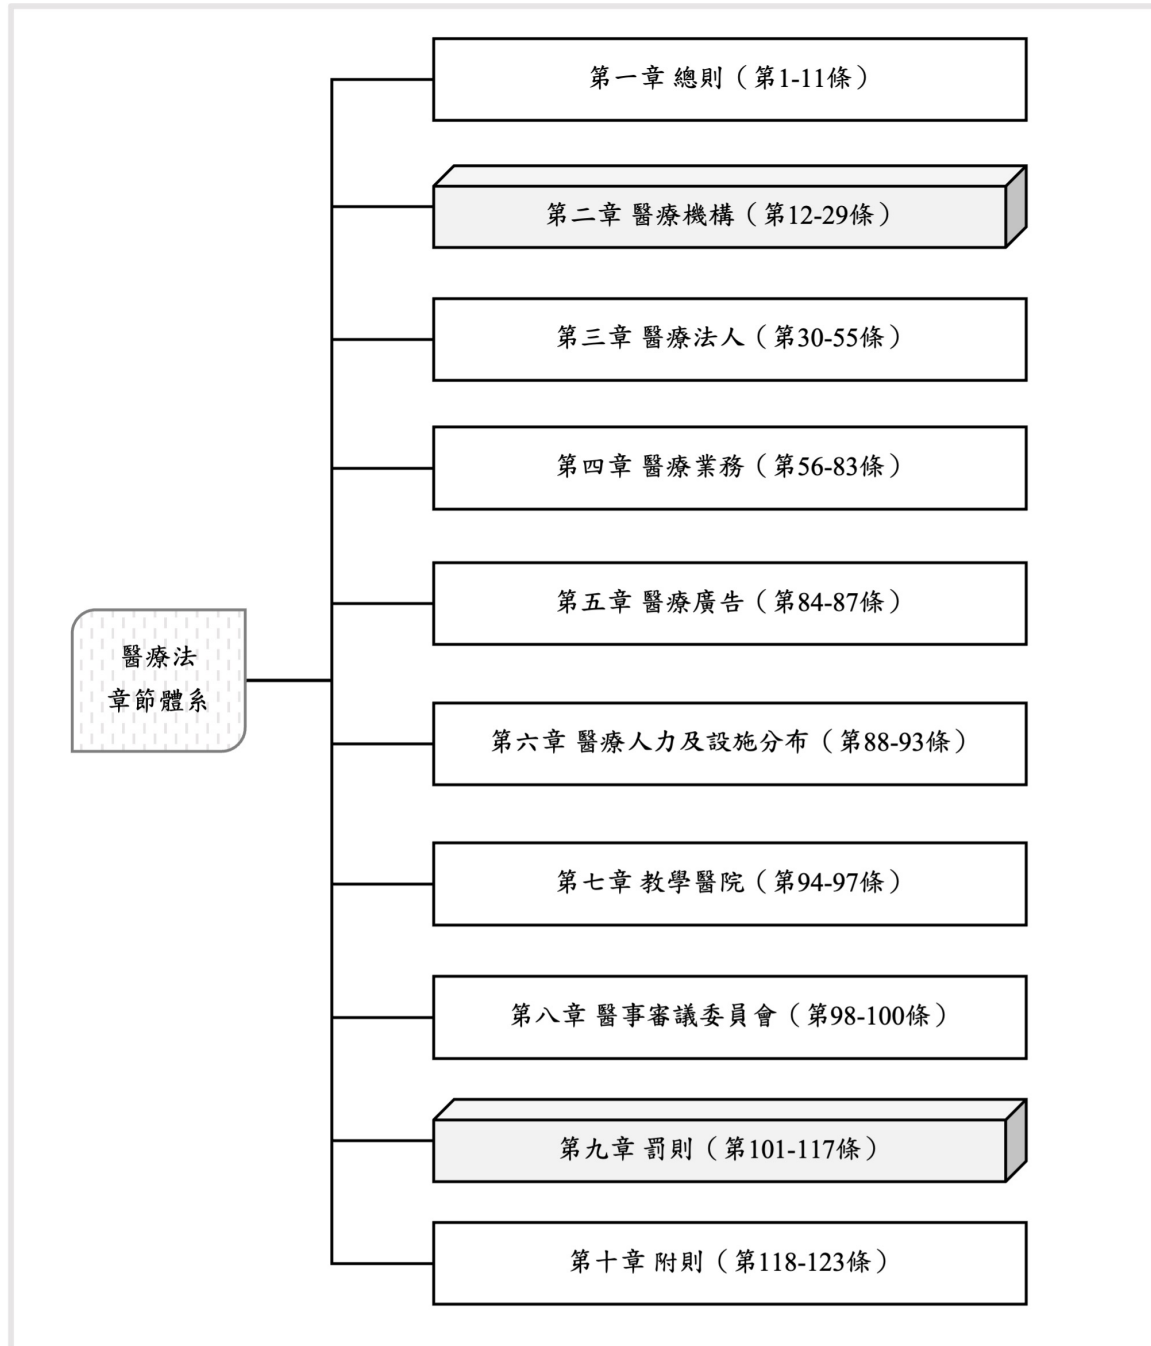 第一章 總則（第1-11條）
第二章 醫療機構（第12-29條）
第三章 醫療法人（第30-55條）
第四章 醫療業務（第56-83條）
第五章 醫療廣告（第84-87條）
醫療法
章節體系
第六章 醫療人力及設施分布（第88-93條）
第七章 教學醫院（第94-97條）
第八章 醫事審議委員會（第98-100條）
第九章 罰則（第101-117條）
第十章 附則（第118-123條）